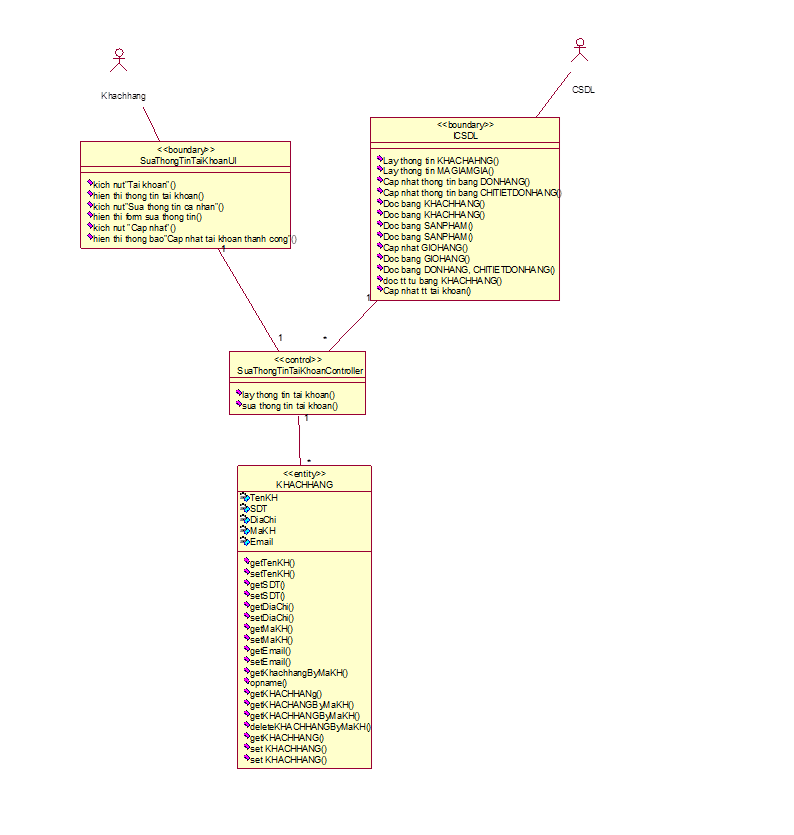 Khachhang
CSDL
<<boundary>>
SuaThongTinTaiKhoanUI
kich nut"Tai khoan"()
hien thi thong tin tai khoan()
kich nut"Sua thong tin ca nhan"()
hien thi form sua thong tin()
kich nut "Cap nhat"()
hien thi thong bao"Cap nhat tai khoan thanh cong"()
<<boundary>>
ICSDL
Lay thong tin KHACHAHNG()
Lay thong tin MAGIAMGIA()
Cap nhat thong tin bang DONHANG()
Cap nhat thong tin bang CHITIETDONHANG()
Doc bang KHACHHANG()
Doc bang KHACHHANG()
Doc bang SANPHAM()
Doc bang SANPHAM()
Cap nhat GIOHANG()
Doc bang GIOHANG()
Doc bang DONHANG, CHITIETDONHANG()
doc tt tu bang KHACHHANG()
Cap nhat tt tai khoan()
1
1
1
*
<<control>>
SuaThongTinTaiKhoanController
lay thong tin tai khoan()
sua thong tin tai khoan()
1
*
<<entity>>
KHACHHANG
TenKH
SDT
DiaChi
MaKH
Email
getTenKH()
setTenKH()
getSDT()
setSDT()
getDiaChi()
setDiaChi()
getMaKH()
setMaKH()
getEmail()
setEmail()
getKhachhangByMaKH()
opname()
getKHACHHANg()
getKHACHANGByMaKH()
getKHACHHANGByMaKH()
deleteKHACHHANGByMaKH()
getKHACHHANG()
set KHACHHANG()
set KHACHHANG()